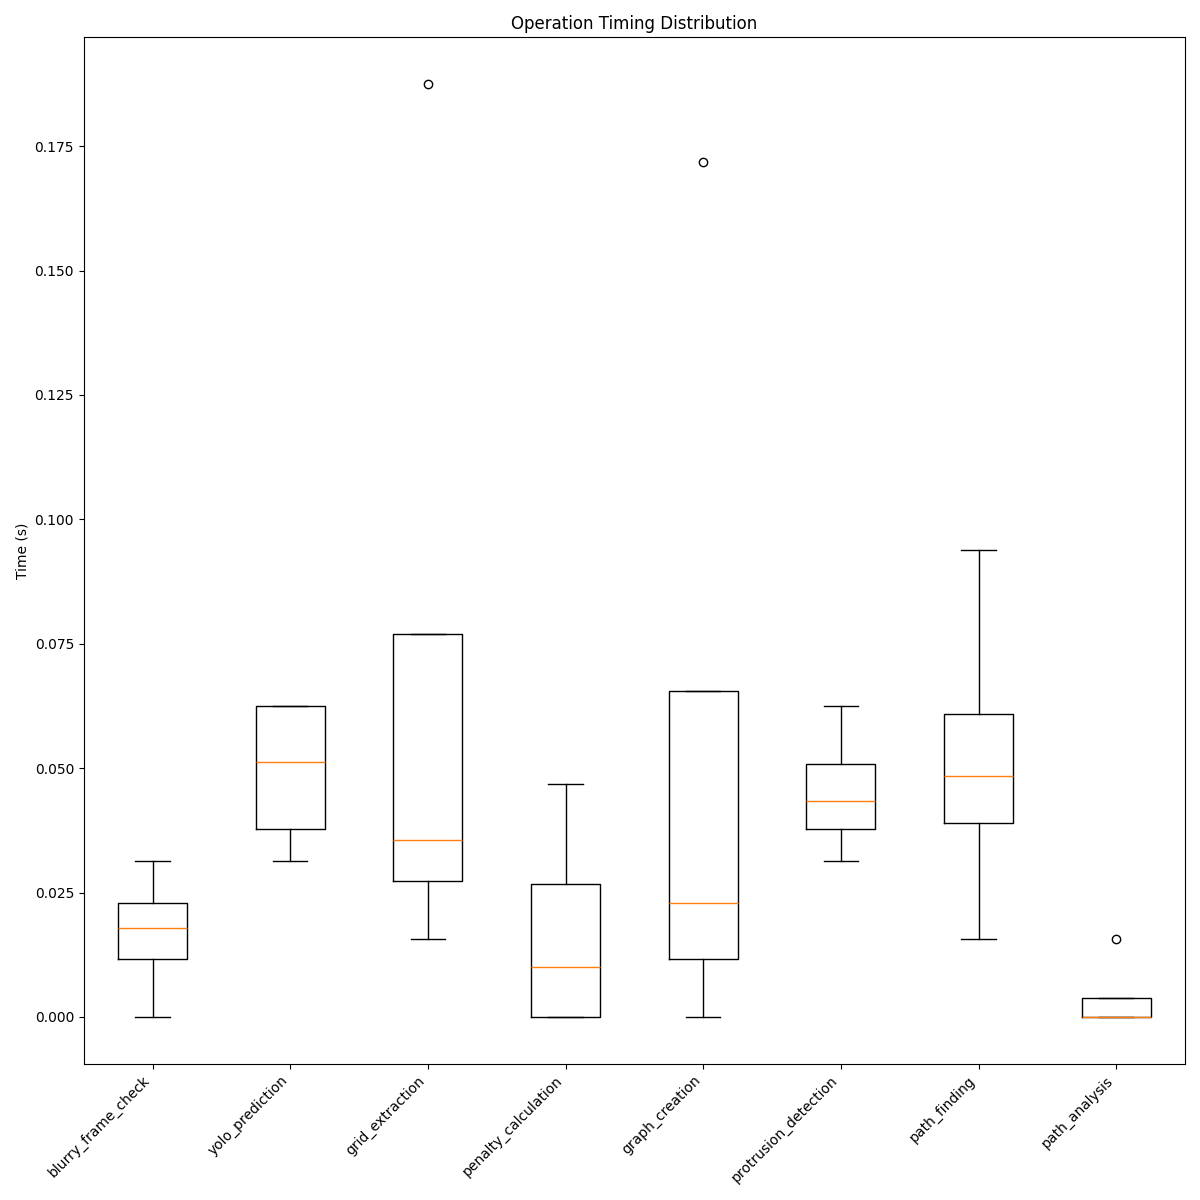 Operation Timing Distribution
0.175
0.150
0.125
0.100
0.075
0.050
0.025
0.000
Time (s)
blurry_frame_check
yolo_prediction
grid_extraction
penalty_calculation
graph_creation
protrusion_detection
path_finding
path_analysis